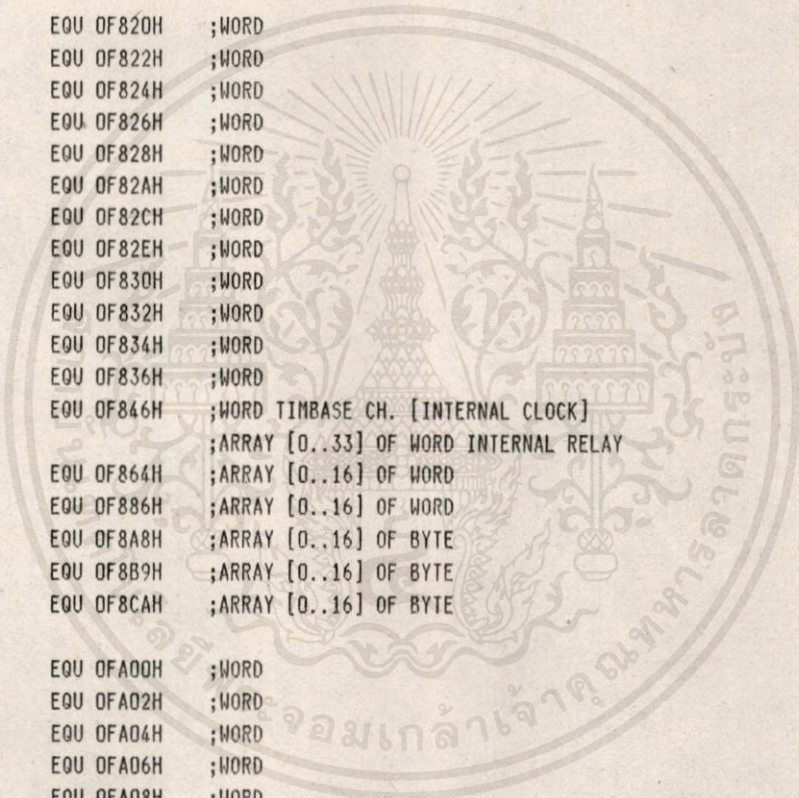 EQU 0F820H ;WORD
EQU 0F822H ;WORD
EQU 0F824H ;WORD
EQU 0F826H ;WORD
EQU 0F828H ;WORD
EQU 0F82AH ;WORD
EQU 0F82CH ;WORD
EQU 0F82EH ;WORD
EQU 0F830H ;WORD
EQU 0F832H ;WORD
EQU 0F834H ;WORD
EQU 0F836H ;WORD
EQU 0F846H ;WORD TIMBASE CH. [INTERNAL CLOCK]
;ARRAY [0..33] OF WORD INTERNAL RELAY
EQU 0F864H ;ARRAY [0..16] OF WORD
EQU 0F886H ;ARRAY [0..16] OF WORD
EQU 0F8A8H ;ARRAY [0..16] OF BYTE
EQU 0F8B9H ;ARRAY [0..16] OF BYTE
EQU 0F8CAH ;ARRAY [0..16] OF BYTE
EQU 0FA00H ;WORD
EQU 0FA02H ;WORD
EQU 0FA04H ;WORD
EQU 0FA06H ;WORD
EQU 0FA08H ;WORD